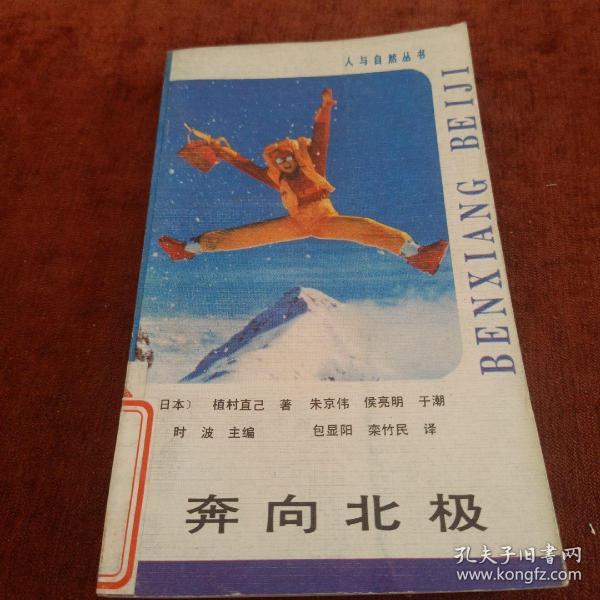 人与自然丛书
BENXIANG BEIJI
日本） 植村直己 著 朱京伟 侯亮明 于潮
时 波 主编 包显阳 栾竹民 译
奔向北极
孔夫子旧书网
www.kongfz.com